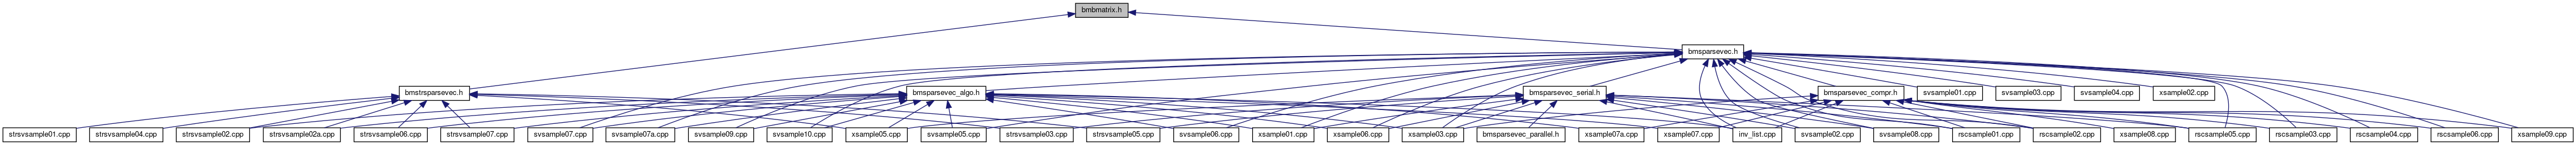 bmbmatrix.h
bmsparsevec.h
bmstrsparsevec.h
bmsparsevec_algo.h
bmsparsevec_serial.h
bmsparsevec_compr.h
svsample01.cpp
svsample03.cpp
svsample04.cpp
xsample02.cpp
strsvsample01.cpp
strsvsample04.cpp
strsvsample02.cpp
strsvsample02a.cpp
strsvsample06.cpp
strsvsample07.cpp
svsample07.cpp
svsample07a.cpp
svsample09.cpp
svsample10.cpp
xsample05.cpp
svsample05.cpp
strsvsample03.cpp
strsvsample05.cpp
svsample06.cpp
xsample01.cpp
xsample06.cpp
xsample03.cpp
bmsparsevec_parallel.h
xsample07a.cpp
xsample07.cpp
inv_list.cpp
svsample02.cpp
svsample08.cpp
rscsample01.cpp
rscsample02.cpp
xsample08.cpp
rscsample05.cpp
rscsample03.cpp
rscsample04.cpp
rscsample06.cpp
xsample09.cpp